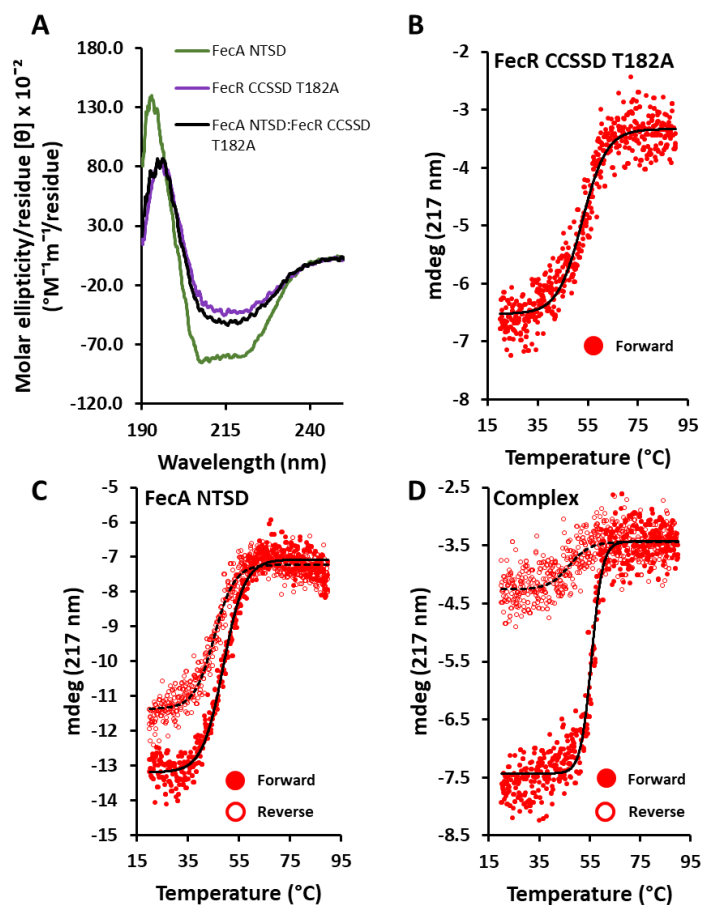 A
180.0
130.0
80.0
30.0
-20.0
-70.0
-120.0
190
215
240
Molar ellipticity/residue [θ] x 10⁻²
(°M⁻¹m⁻¹/residue)
Wavelength (nm)
FecA NTSD
FecR CCSSD T182A
FecA NTSD:FecR CCSSD
T182A
B
FecR CCSSD T182A
-2
-3
-4
-5
-6
-7
-8
15
35
55
75
95
mdeg (217 nm)
Temperature (°C)
Forward
C
FecA NTSD
-5
-6
-7
-8
-9
-10
-11
-12
-13
-14
-15
15
35
55
75
95
mdeg (217 nm)
Temperature (°C)
Forward
Reverse
D
Complex
-2.5
-3.5
-4.5
-5.5
-6.5
-7.5
-8.5
15
35
55
75
95
mdeg (217 nm)
Temperature (°C)
Forward
Reverse